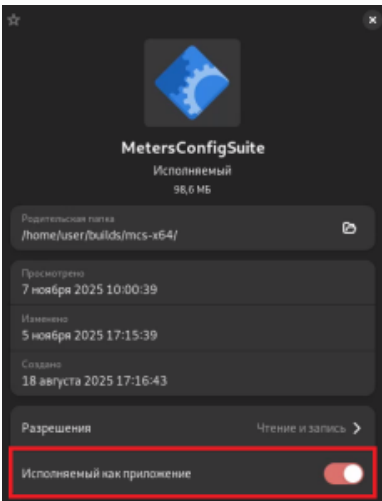 MetersConfigSuite
Исполняемый
98,6 МБ
Родительская папка
/home/user/builds/mcs-x64/
Просмотрено
7 ноября 2025 10:00:39
Изменено
5 ноября 2025 17:15:39
Создано
18 августа 2025 17:16:43
Разрешения Чтение и запись
Исполняемый как приложение